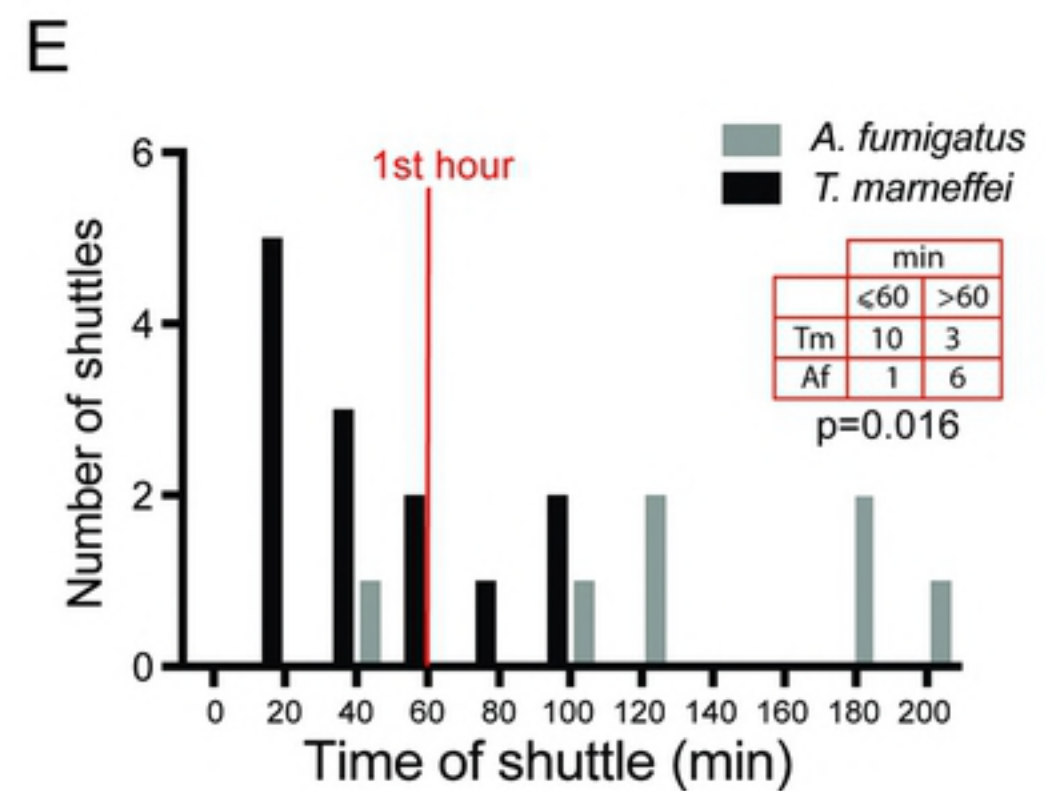 E
A. fumigatus
T. marneffei
1st hour
6
4
2
0
Number of shuttles
min
⩽60 >60
Tm 10 3
Af 1 6
p=0.016
0 20 40 60 80 100 120 140 160 180 200
Time of shuttle (min)